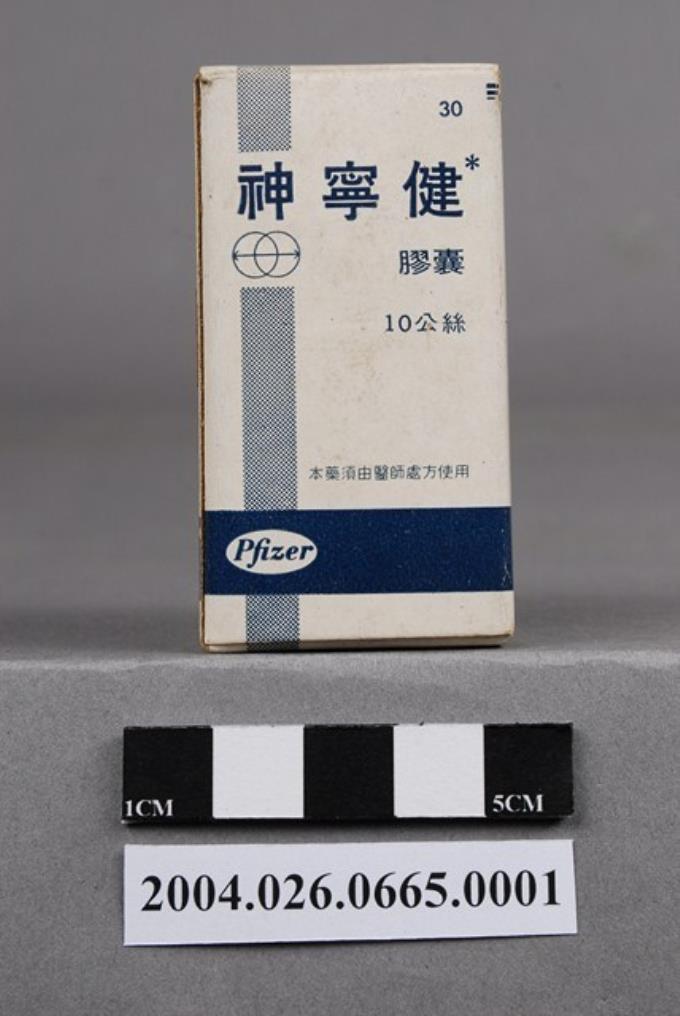 30
神寧健*
膠囊
10公絲
本藥須由醫師處方使用
Pfizer
1CM 5CM
2004.026.0665.0001